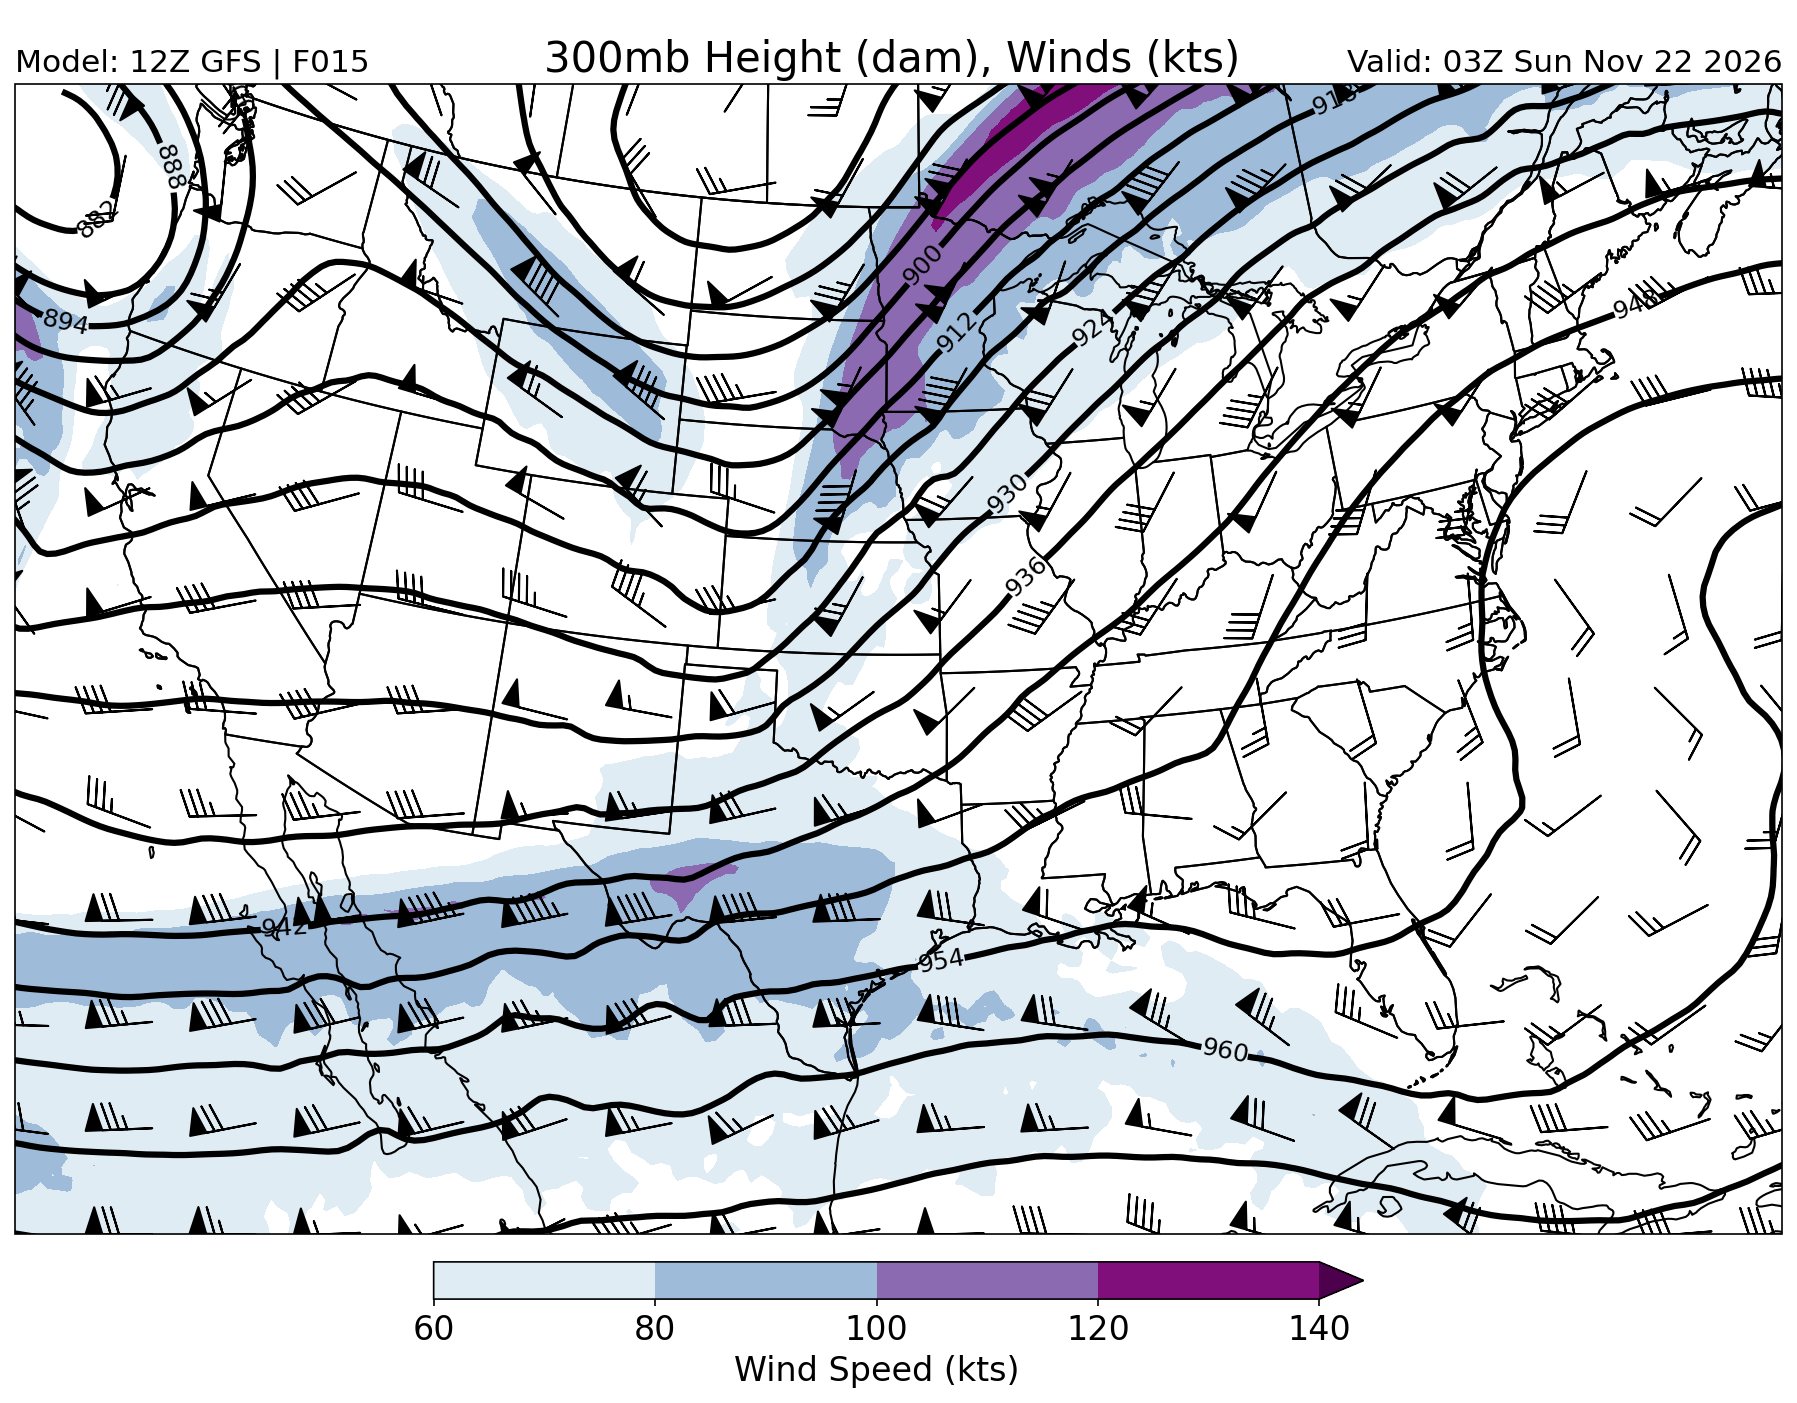 Model: 12Z GFS | F015
300mb Height (dam), Winds (kts)
Valid: 03Z Sun Nov 22 2026
918
888
882
900
894
948
912
924
930
936
942
954
960
60 80 100 120 140
Wind Speed (kts)